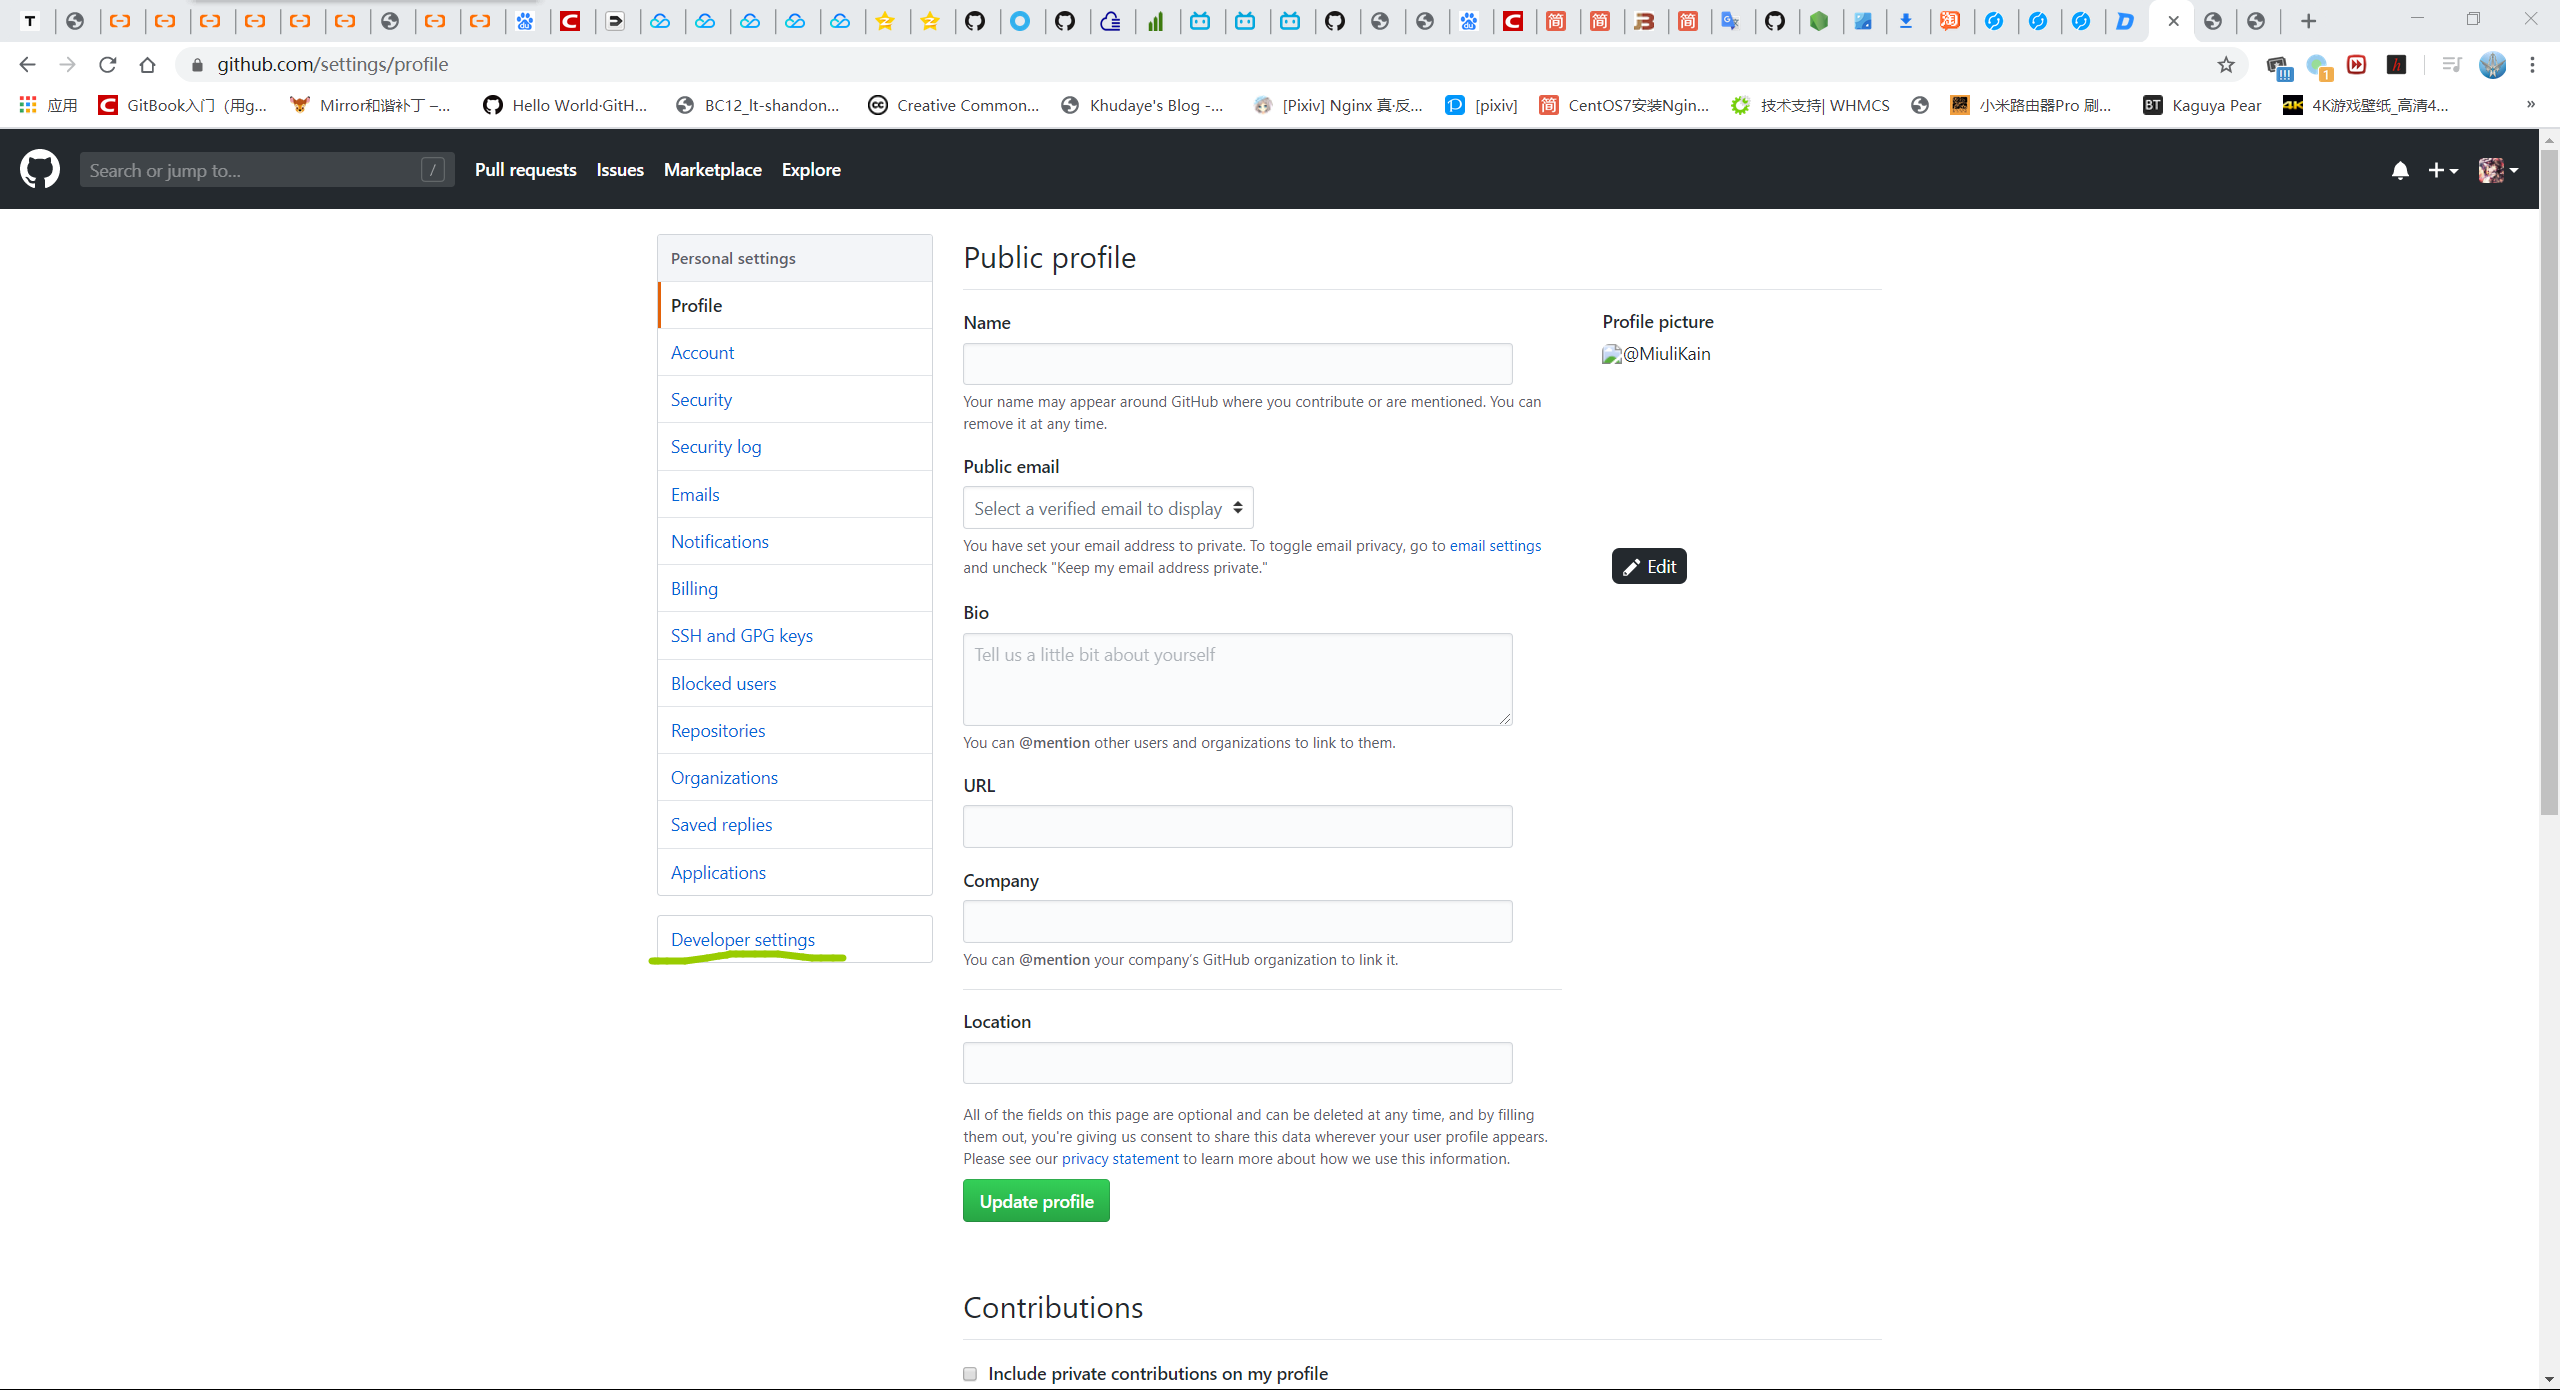 github.com/settings/profile
应用
GitBook入门（用g...
Mirror和谐补丁 –...
Hello World·GitH...
BC12_lt-shandon...
Creative Common...
Khudaye's Blog -...
[Pixiv] Nginx 真·反...
[pixiv]
CentOS7安装Ngin...
技术支持| WHMCS
小米路由器Pro 刷...
BT Kaguya Pear
4K 4K游戏壁纸_高清4...
»
Search or jump to... /
Pull requests
Issues
Marketplace
Explore
Personal settings
Profile
Account
Security
Security log
Emails
Notifications
Billing
SSH and GPG keys
Blocked users
Repositories
Organizations
Saved replies
Applications
Developer settings
Public profile
Name
Your name may appear around GitHub where you contribute or are mentioned. You can
remove it at any time.
Public email
Select a verified email to display
You have set your email address to private. To toggle email privacy, go to email settings
and uncheck "Keep my email address private."
Bio
Tell us a little bit about yourself
You can @mention other users and organizations to link to them.
URL
Company
You can @mention your company's GitHub organization to link it.
Location
All of the fields on this page are optional and can be deleted at any time, and by filling
them out, you're giving us consent to share this data wherever your user profile appears.
Please see our privacy statement to learn more about how we use this information.
Update profile
Profile picture
@MiuliKain
Edit
Contributions
Include private contributions on my profile